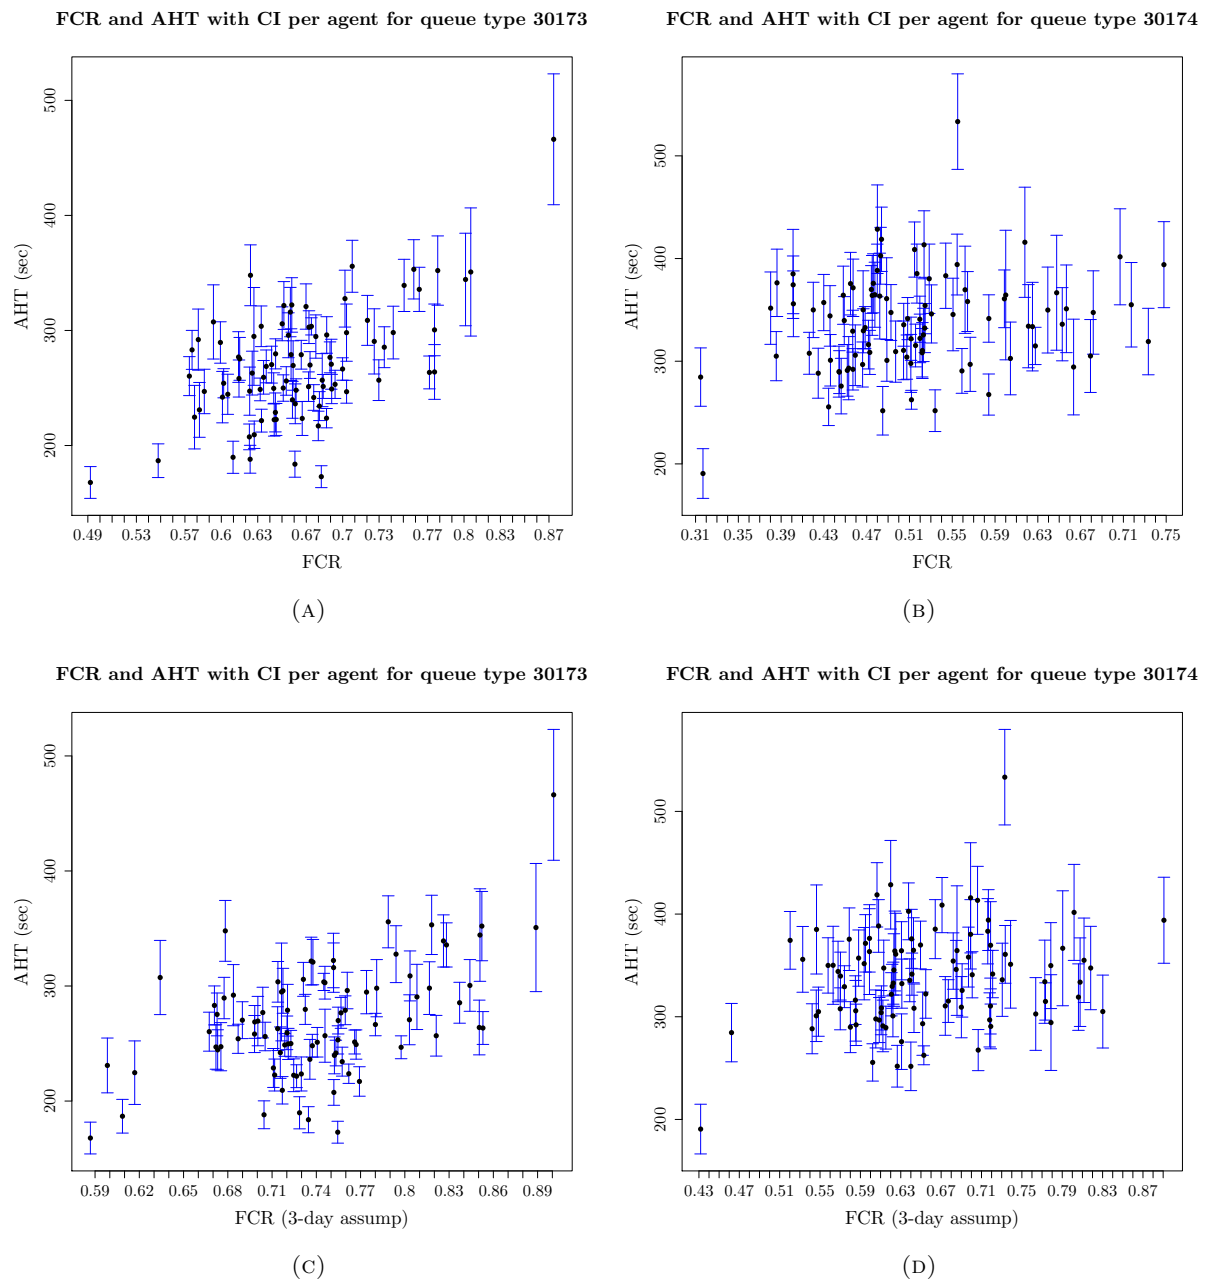 FCR and AHT with CI per agent for queue type 30173
500
400
300
200
AHT (sec)
0.49 0.53 0.57 0.6 0.63 0.67 0.7 0.73 0.77 0.8 0.83 0.87
FCR
(A)
FCR and AHT with CI per agent for queue type 30174
500
400
300
200
AHT (sec)
0.31 0.35 0.39 0.43 0.47 0.51 0.55 0.59 0.63 0.67 0.71 0.75
FCR
(B)
FCR and AHT with CI per agent for queue type 30173
500
400
300
200
AHT (sec)
0.59 0.62 0.65 0.68 0.71 0.74 0.77 0.8 0.83 0.86 0.89
FCR (3-day assump)
(C)
FCR and AHT with CI per agent for queue type 30174
500
400
300
200
AHT (sec)
0.43 0.47 0.51 0.55 0.59 0.63 0.67 0.71 0.75 0.79 0.83 0.87
FCR (3-day assump)
(D)